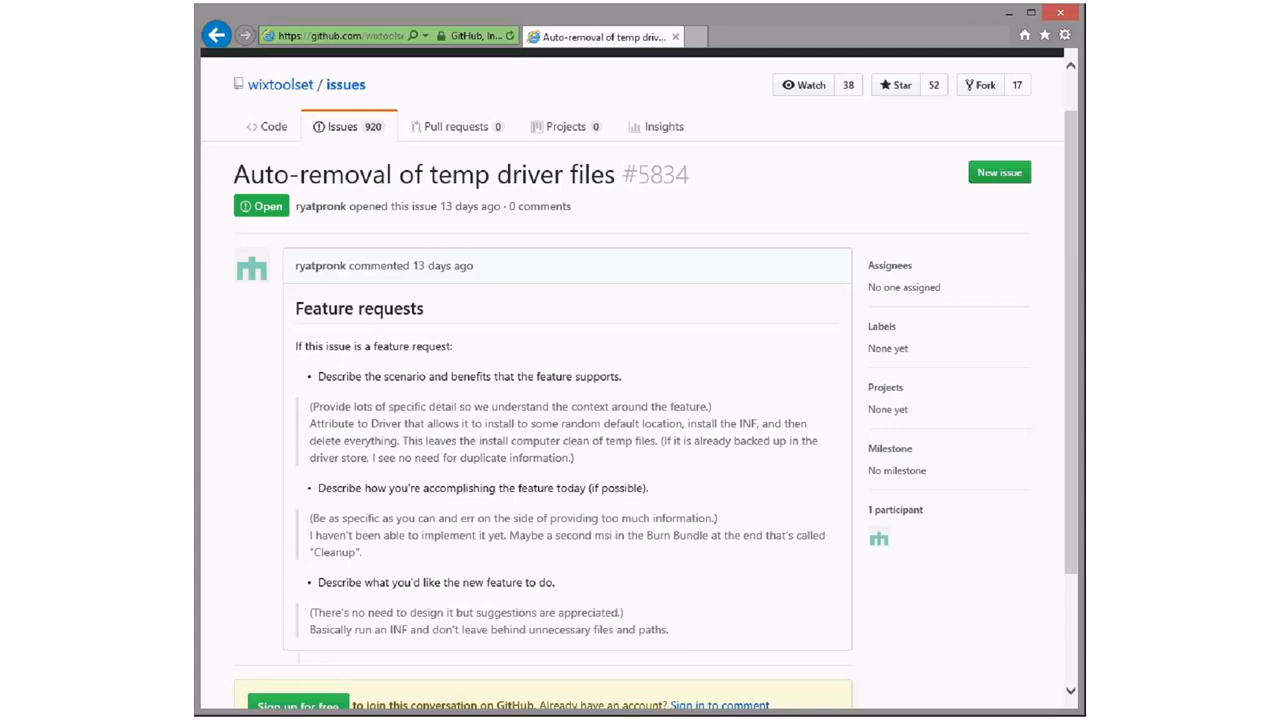 https://github.com/wixtoolse GitHub, In... Auto-removal of temp driv...
wixtoolset / issues
Watch 38 Star 52 Fork 17
Code Issues 920 Pull requests 0 Projects 0 Insights
Auto-removal of temp driver files #5834
New issue
Open ryatpronk opened this issue 13 days ago · 0 comments
ryatpronk commented 13 days ago
Feature requests
If this issue is a feature request:
• Describe the scenario and benefits that the feature supports.
(Provide lots of specific detail so we understand the context around the feature.)
Attribute to Driver that allows it to install to some random default location, install the INF, and then
delete everything. This leaves the install computer clean of temp files. (If it is already backed up in the
driver store, I see no need for duplicate information.)
• Describe how you're accomplishing the feature today (if possible).
(Be as specific as you can and err on the side of providing too much information.)
I haven't been able to implement it yet. Maybe a second msi in the Burn Bundle at the end that's called
"Cleanup".
• Describe what you'd like the new feature to do.
(There's no need to design it but suggestions are appreciated.)
Basically run an INF and don't leave behind unnecessary files and paths.
Assignees
No one assigned
Labels
None yet
Projects
None yet
Milestone
No milestone
1 participant
Sign up for free to join this conversation on GitHub. Already have an account? Sign in to comment